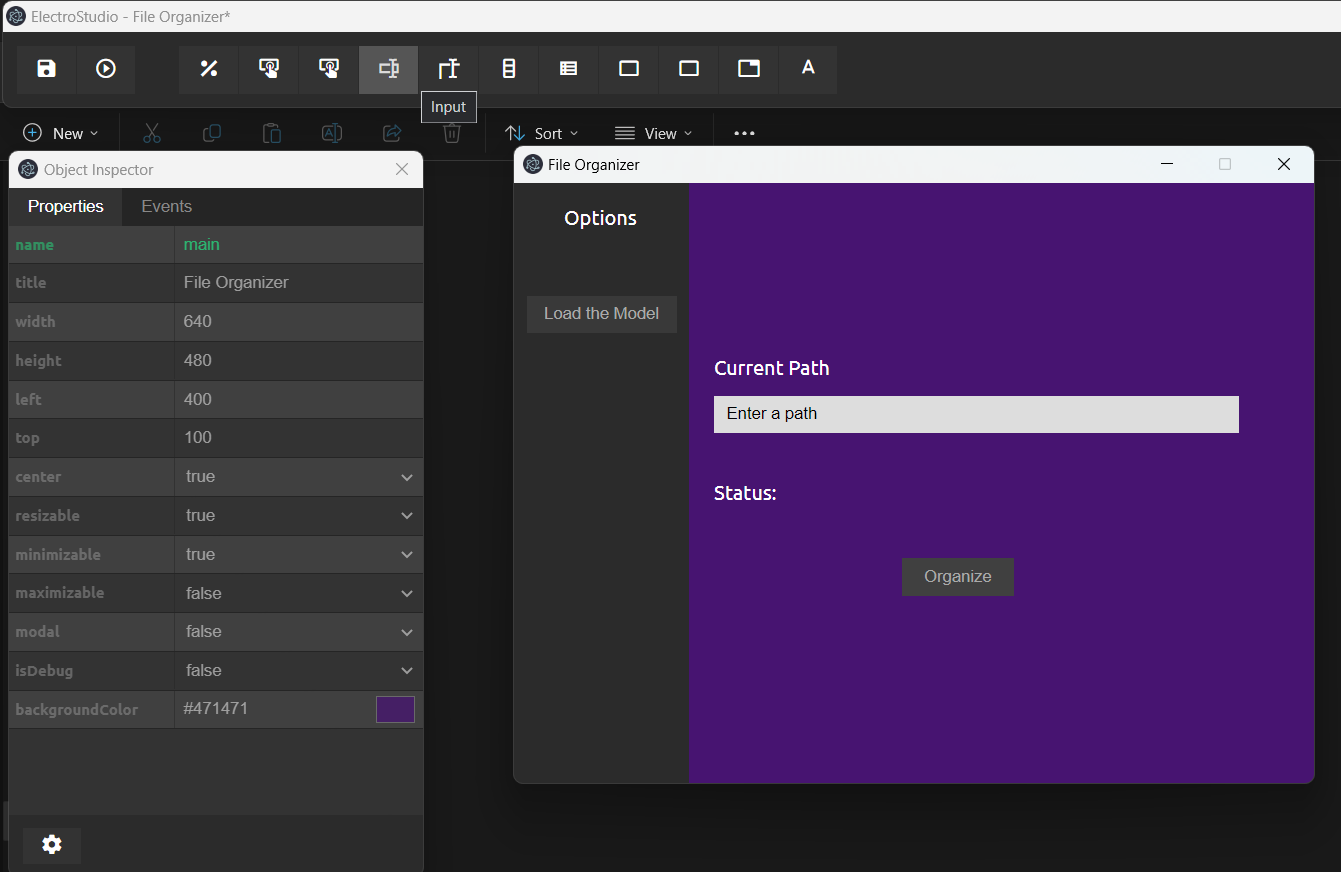 ElectroStudio - File Organizer*
A
Input
New
Sort
View
Object Inspector
Properties Events
name main
title File Organizer
width 640
height 480
left 400
top 100
center true
resizable true
minimizable true
maximizable false
modal false
isDebug false
backgroundColor #471471
File Organizer
Options
Load the Model
Current Path
Enter a path
Status:
Organize